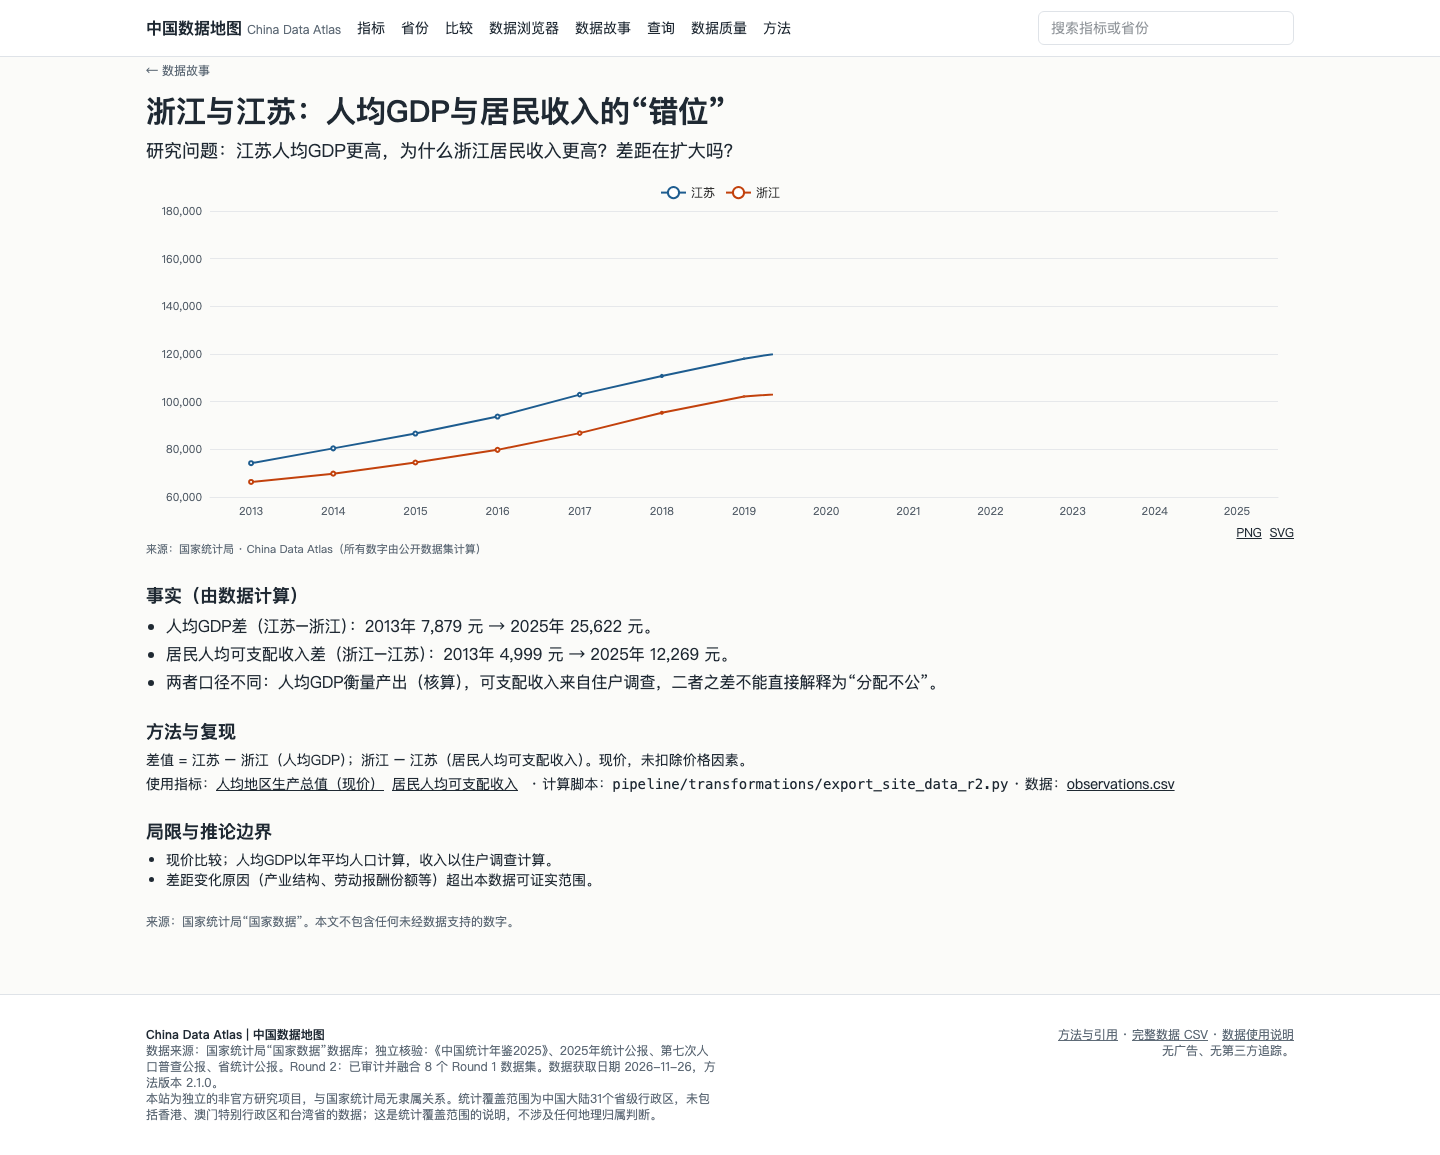 中国数据地图 China Data Atlas 指标 省份 比较 数据浏览器 数据故事 查询 数据质量 方法 搜索指标或省份
← 数据故事
浙江与江苏：人均GDP与居民收入的“错位”
研究问题：江苏人均GDP更高，为什么浙江居民收入更高？差距在扩大吗？
江苏 浙江
180,000
160,000
140,000
120,000
100,000
80,000
60,000
2013 2014 2015 2016 2017 2018 2019 2020 2021 2022 2023 2024 2025
PNG SVG
来源：国家统计局 · China Data Atlas（所有数字由公开数据集计算）
事实（由数据计算）
• 人均GDP差（江苏−浙江）：2013年 7,879 元 → 2025年 25,622 元。
• 居民人均可支配收入差（浙江−江苏）：2013年 4,999 元 → 2025年 12,269 元。
• 两者口径不同：人均GDP衡量产出（核算），可支配收入来自住户调查，二者之差不能直接解释为“分配不公”。
方法与复现
差值 = 江苏 − 浙江（人均GDP）；浙江 − 江苏（居民人均可支配收入）。现价，未扣除价格因素。
使用指标：人均地区生产总值（现价） 居民人均可支配收入 · 计算脚本：pipeline/transformations/export_site_data_r2.py · 数据：observations.csv
局限与推论边界
• 现价比较；人均GDP以年平均人口计算，收入以住户调查计算。
• 差距变化原因（产业结构、劳动报酬份额等）超出本数据可证实范围。
来源：国家统计局“国家数据”。本文不包含任何未经数据支持的数字。
China Data Atlas | 中国数据地图
数据来源：国家统计局“国家数据”数据库；独立核验：《中国统计年鉴2025》、2025年统计公报、第七次人
口普查公报、省统计公报。Round 2：已审计并融合 8 个 Round 1 数据集。数据获取日期 2026-11-26，方
法版本 2.1.0。
本站为独立的非官方研究项目，与国家统计局无隶属关系。统计覆盖范围为中国大陆31个省级行政区，未包
括香港、澳门特别行政区和台湾省的数据；这是统计覆盖范围的说明，不涉及任何地理归属判断。
方法与引用 · 完整数据 CSV · 数据使用说明
无广告、无第三方追踪。